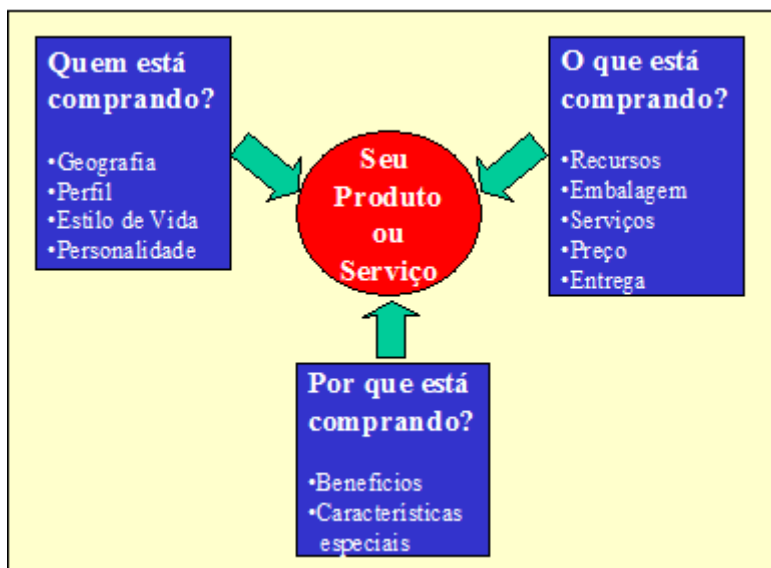 Quem está
comprando?
•Geografia
•Perfil
•Estilo de Vida
•Personalidade
Seu
Produto
ou
Serviço
O que está
comprando?
•Recursos
•Embalagem
•Serviços
•Preço
•Entrega
Por que está
comprando?
•Benefícios
•Características
especiais